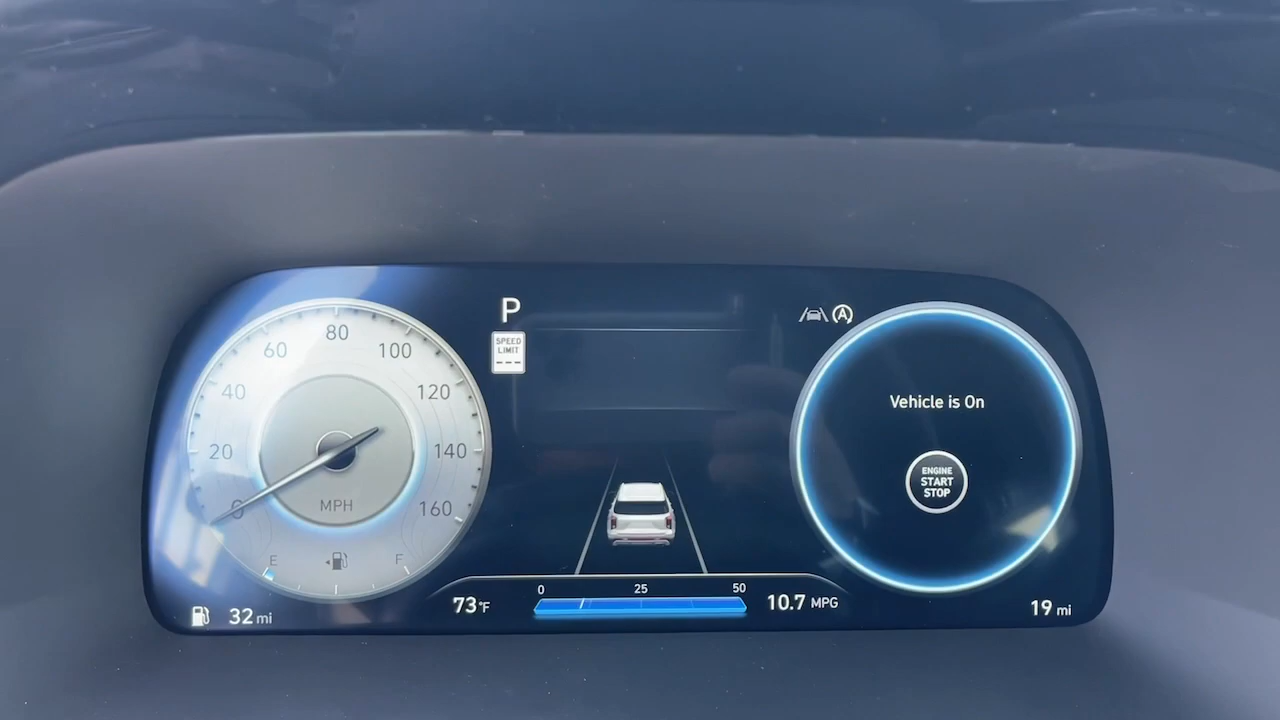 80
60
100
40
120
20
140
0
160
MPH
E
F
32 mi
P
SPEED
LIMIT
---
73°F
0
25
50
10.7 MPG
A
Vehicle is On
ENGINE
START
STOP
19 mi